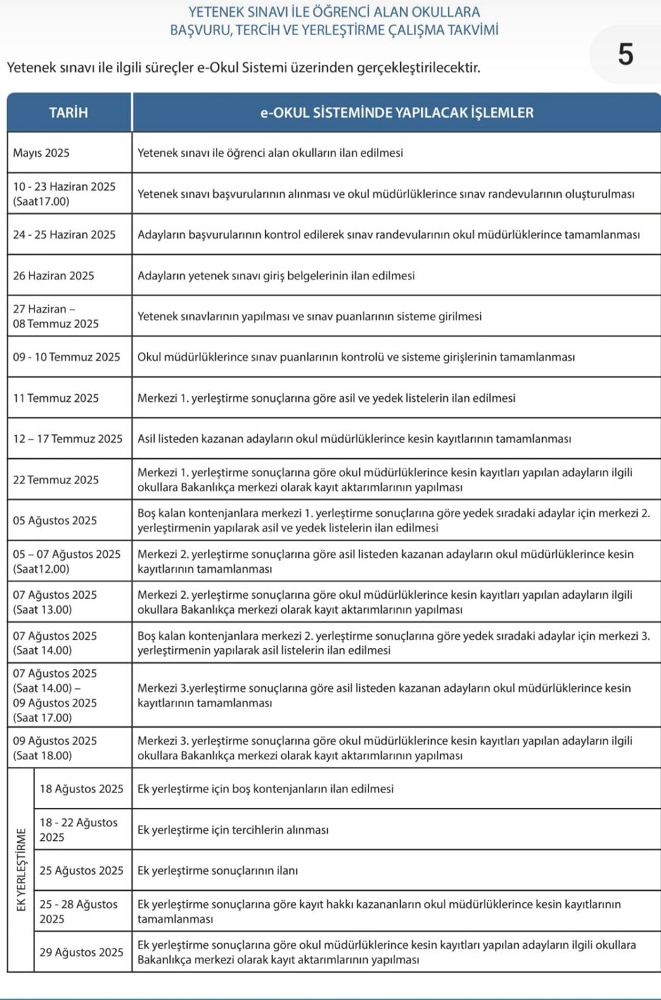 YETENEK SINAVI İLE ÖĞRENCİ ALAN OKULLARA
BAŞVURU, TERCİH VE YERLEŞTİRME ÇALIŞMA TAKVİMİ
5
Yetenek sınavı ile ilgili süreçler e-Okul Sistemi üzerinden gerçekleştirilecektir.
TARİH
e-OKUL SİSTEMİNDE YAPILACAK İŞLEMLER
Mayıs 2025
Yetenek sınavı ile öğrenci alan okulların ilan edilmesi
10 - 23 Haziran 2025
(Saat17.00)
Yetenek sınavı başvurularının alınması ve okul müdürlüklerince sınav randevularının oluşturulması
24 - 25 Haziran 2025
Adayların başvurularının kontrol edilerek sınav randevularının okul müdürlüklerince tamamlanması
26 Haziran 2025
Adayların yetenek sınavı giriş belgelerinin ilan edilmesi
27 Haziran –
08 Temmuz 2025
Yetenek sınavlarının yapılması ve sınav puanlarının sisteme girilmesi
09 - 10 Temmuz 2025
Okul müdürlüklerince sınav puanlarının kontrolü ve sisteme girişlerinin tamamlanması
11 Temmuz 2025
Merkezi 1. yerleştirme sonuçlarına göre asil ve yedek listelerin ilan edilmesi
12 – 17 Temmuz 2025
Asil listeden kazanan adayların okul müdürlüklerince kesin kayıtlarının tamamlanması
22 Temmuz 2025
Merkezi 1. yerleştirme sonuçlarına göre okul müdürlüklerince kesin kayıtları yapılan adayların ilgili
okullara Bakanlıkça merkezi olarak kayıt aktarımlarının yapılması
05 Ağustos 2025
Boş kalan kontenjanlara merkezi 1. yerleştirme sonuçlarına göre yedek sıradaki adaylar için merkezi 2.
yerleştirmenin yapılarak asil ve yedek listelerin ilan edilmesi
05 – 07 Ağustos 2025
(Saat12.00)
Merkezi 2. yerleştirme sonuçlarına göre asil listeden kazanan adayların okul müdürlüklerince kesin
kayıtlarının tamamlanması
07 Ağustos 2025
(Saat 13.00)
Merkezi 2. yerleştirme sonuçlarına göre okul müdürlüklerince kesin kayıtları yapılan adayların ilgili
okullara Bakanlıkça merkezi olarak kayıt aktarımlarının yapılması
07 Ağustos 2025
(Saat 14.00)
Boş kalan kontenjanlara merkezi 2. yerleştirme sonuçlarına göre yedek sıradaki adaylar için merkezi 3.
yerleştirmenin yapılarak asil listelerin ilan edilmesi
07 Ağustos 2025
(Saat 14.00) –
09 Ağustos 2025
(Saat 17.00)
Merkezi 3.yerleştirme sonuçlarına göre asil listeden kazanan adayların okul müdürlüklerince kesin
kayıtlarının tamamlanması
09 Ağustos 2025
(Saat 18.00)
Merkezi 3. yerleştirme sonuçlarına göre okul müdürlüklerince kesin kayıtları yapılan adayların ilgili
okullara Bakanlıkça merkezi olarak kayıt aktarımlarının yapılması
EK YERLEŞTİRME
18 Ağustos 2025
Ek yerleştirme için boş kontenjanların ilan edilmesi
18 - 22 Ağustos
2025
Ek yerleştirme için tercihlerin alınması
25 Ağustos 2025
Ek yerleştirme sonuçlarının ilanı
25 - 28 Ağustos
2025
Ek yerleştirme sonuçlarına göre kayıt hakkı kazananların okul müdürlüklerince kesin kayıtlarının
tamamlanması
29 Ağustos 2025
Ek yerleştirme sonuçlarına göre okul müdürlüklerince kesin kayıtları yapılan adayların ilgili okullara
Bakanlıkça merkezi olarak kayıt aktarımlarının yapılması